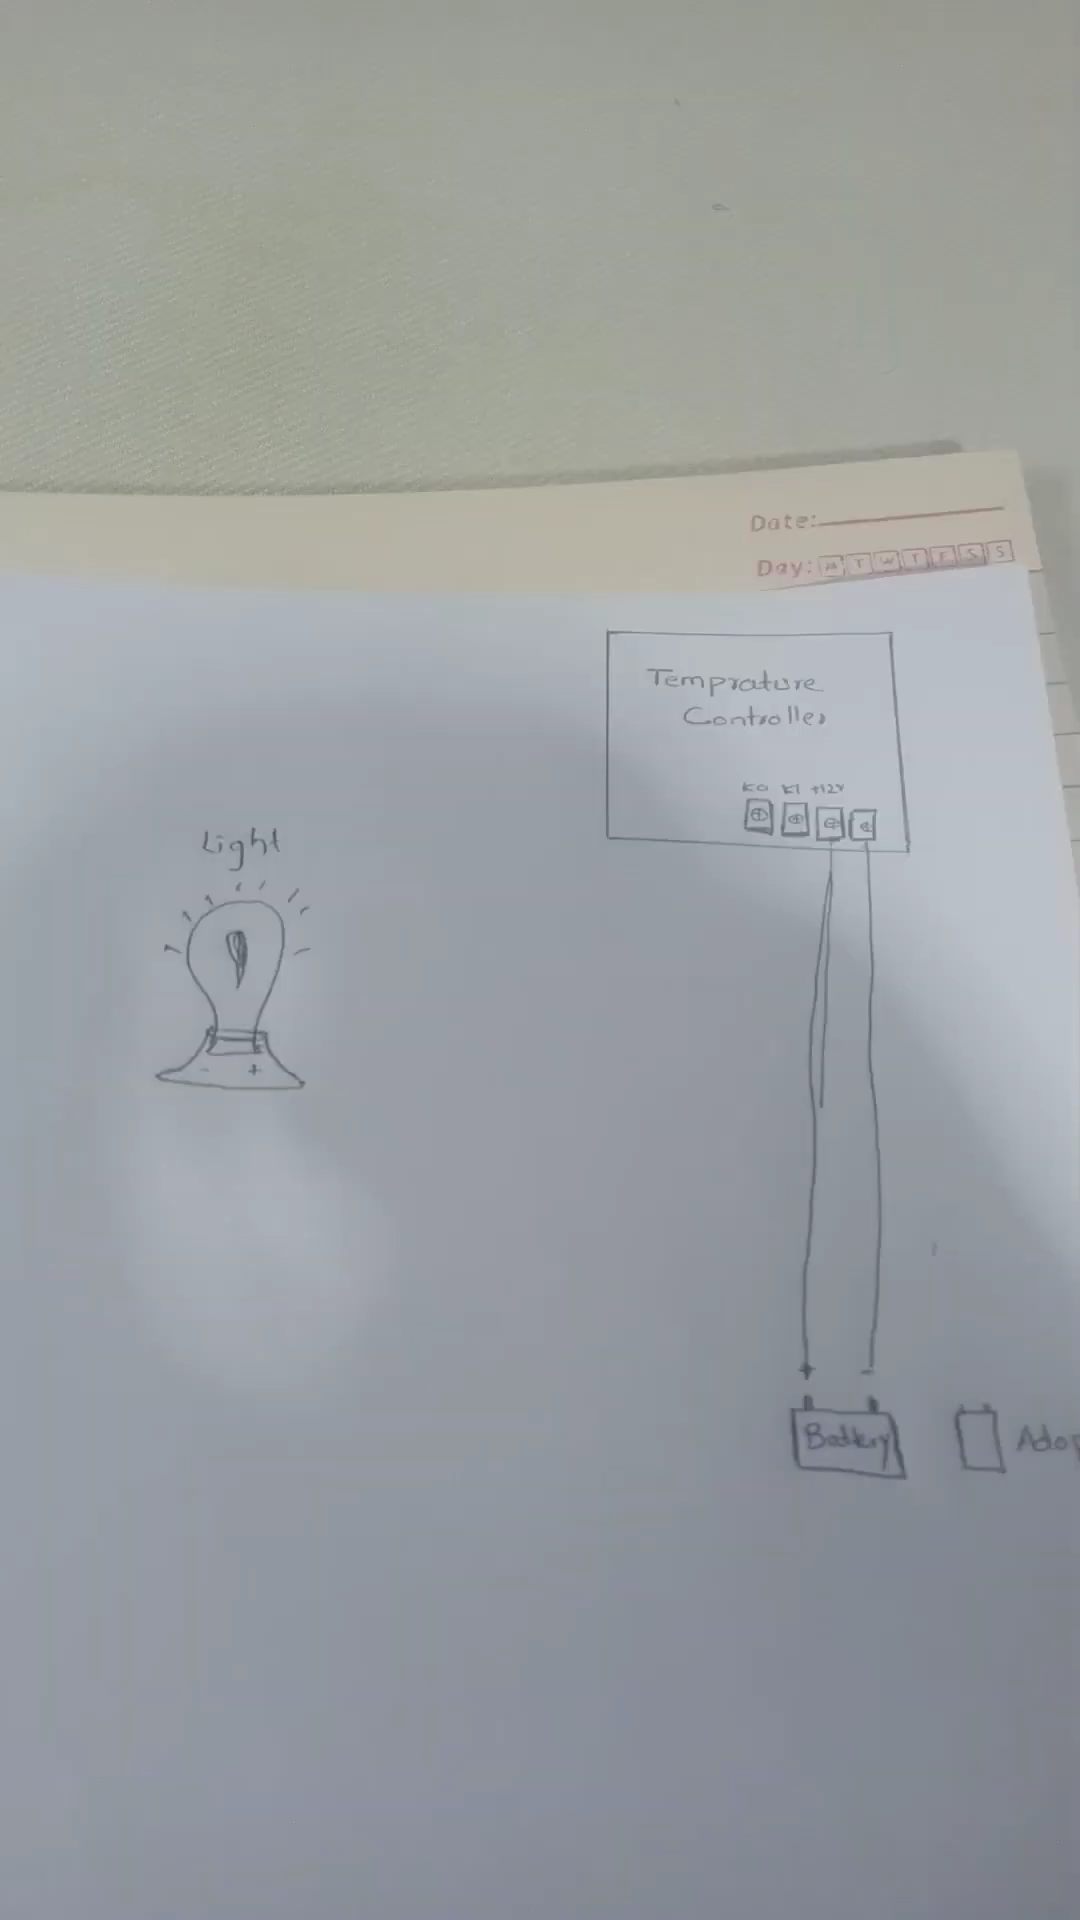 Date:
Day: M T W T F S S
Temprature
Controller
K0 K1 +12V
Light
- +
+ -
Battery